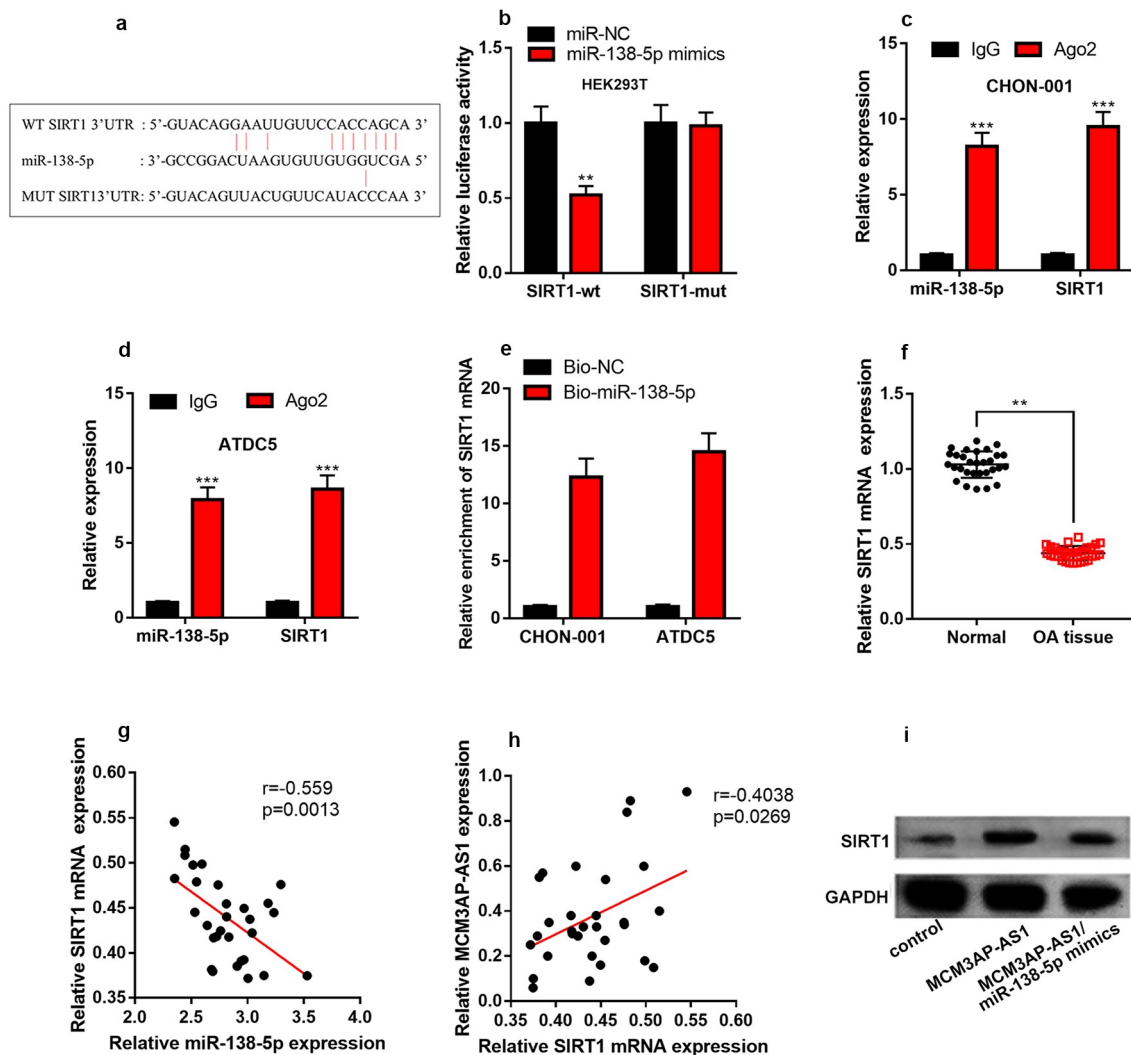 a
WT SIRT1 3’UTR : 5’-GUACAGGAAUUGUUCCACCAGCA 3’
miR-138-5p : 3’-GCCGGACUAAGUGUUGUGGUCGA 5’
MUT SIRT13’UTR: 5’-GUACAGUUACUGUUCAUACCCAA 3’
b
miR-NC
miR-138-5p mimics
HEK293T
Relative luciferase activity
1.5
1.0
0.5
0.0
**
SIRT1-wt SIRT1-mut
c
IgG Ago2
CHON-001
Relative expression
15
10
5
0
***
***
miR-138-5p SIRT1
d
IgG Ago2
ATDC5
Relative expression
15
10
5
0
***
***
miR-138-5p SIRT1
e
Bio-NC
Bio-miR-138-5p
Relative enrichment of SIRT1 mRNA
20
15
10
5
0
CHON-001 ATDC5
f
Relative SIRT1 mRNA expression
1.5
1.0
0.5
0.0
**
Normal OA tissue
g
r=-0.559
p=0.0013
Relative SIRT1 mRNA expression
0.60
0.55
0.50
0.45
0.40
0.35
2.0 2.5 3.0 3.5 4.0
Relative miR-138-5p expression
h
r=-0.4038
p=0.0269
Relative MCM3AP-AS1 expression
1.0
0.8
0.6
0.4
0.2
0.0
0.35 0.40 0.45 0.50 0.55 0.60
Relative SIRT1 mRNA expression
i
SIRT1
GAPDH
control
MCM3AP-AS1
MCM3AP-AS1/
miR-138-5p mimics